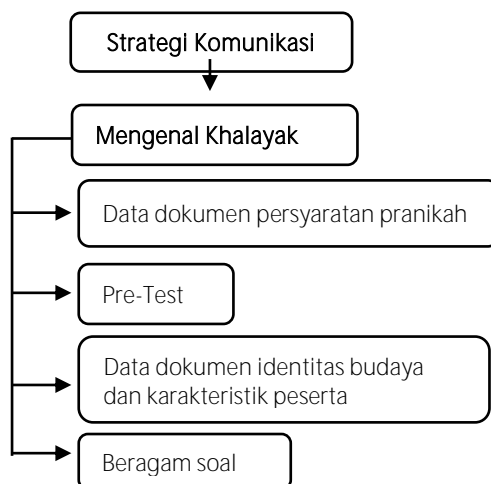 Strategi Komunikasi
Mengenal Khalayak
Data dokumen persyaratan pranikah
Pre-Test
Data dokumen identitas budaya
dan karakteristik peserta
Beragam soal